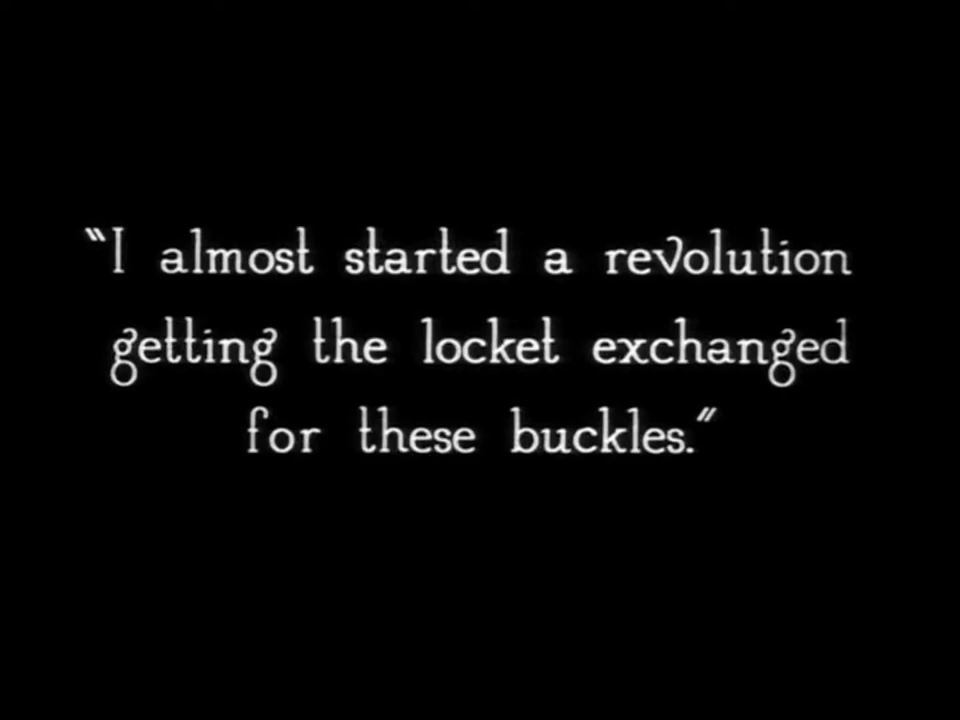 "I almost started a revolution
getting the locket exchanged
for these buckles."